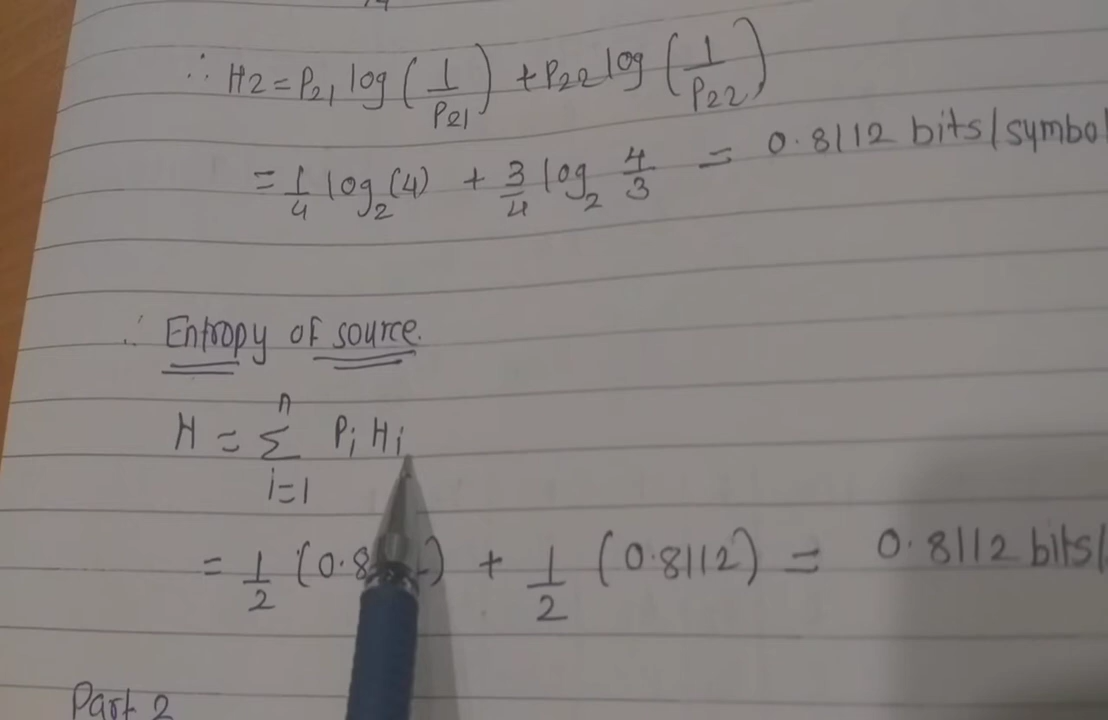 ∴ H2 = P21 log (1/P21) + P22 log (1/P22)
= 1/4 log2(4) + 3/4 log2 4/3 = 0.8112 bits/symbol
∴ Entropy of source.
H = n Σ i=1 Pi Hi
= 1/2 (0.8 ) + 1/2 (0.8112) = 0.8112 bits/
Part 2